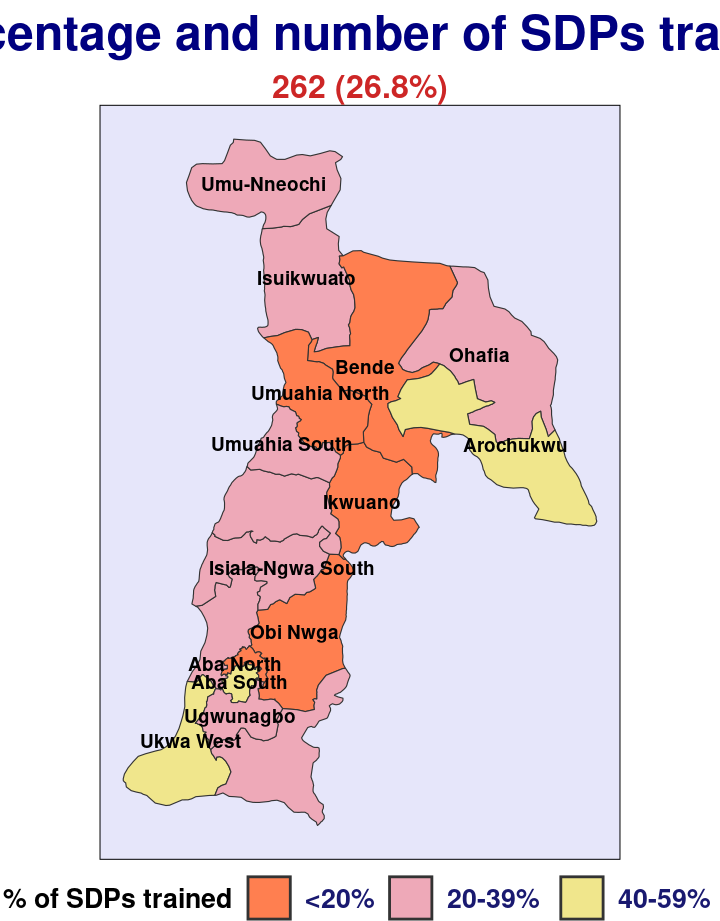 centage and number of SDPs tra
262 (26.8%)
Umu-Nneochi
Isuikwuato
Ohafia
Bende
Umuahia North
Umuahia South
Arochukwu
Ikwuano
Isiala-Ngwa South
Obi Nwga
Aba North
Aba South
Ugwunagbo
Ukwa West
% of SDPs trained <20% 20-39% 40-59%